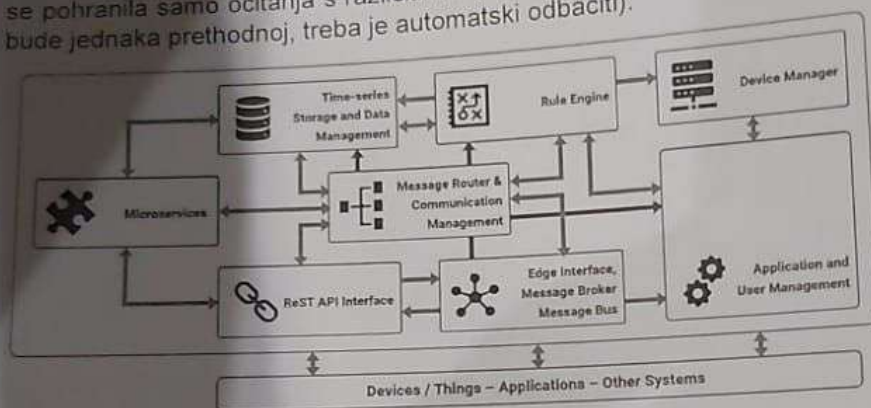 se pohranila samo očitanja s različ
bude jednaka prethodnoj, treba je automatski odbaciti).
Time-series
Storage and Data
Management
Rule Engine
Device Manager
Microservices
Message Router &
Communication
Management
ReST API Interface
Edge Interface,
Message Broker
Message Bus
Application and
User Management
Devices / Things – Applications – Other Systems